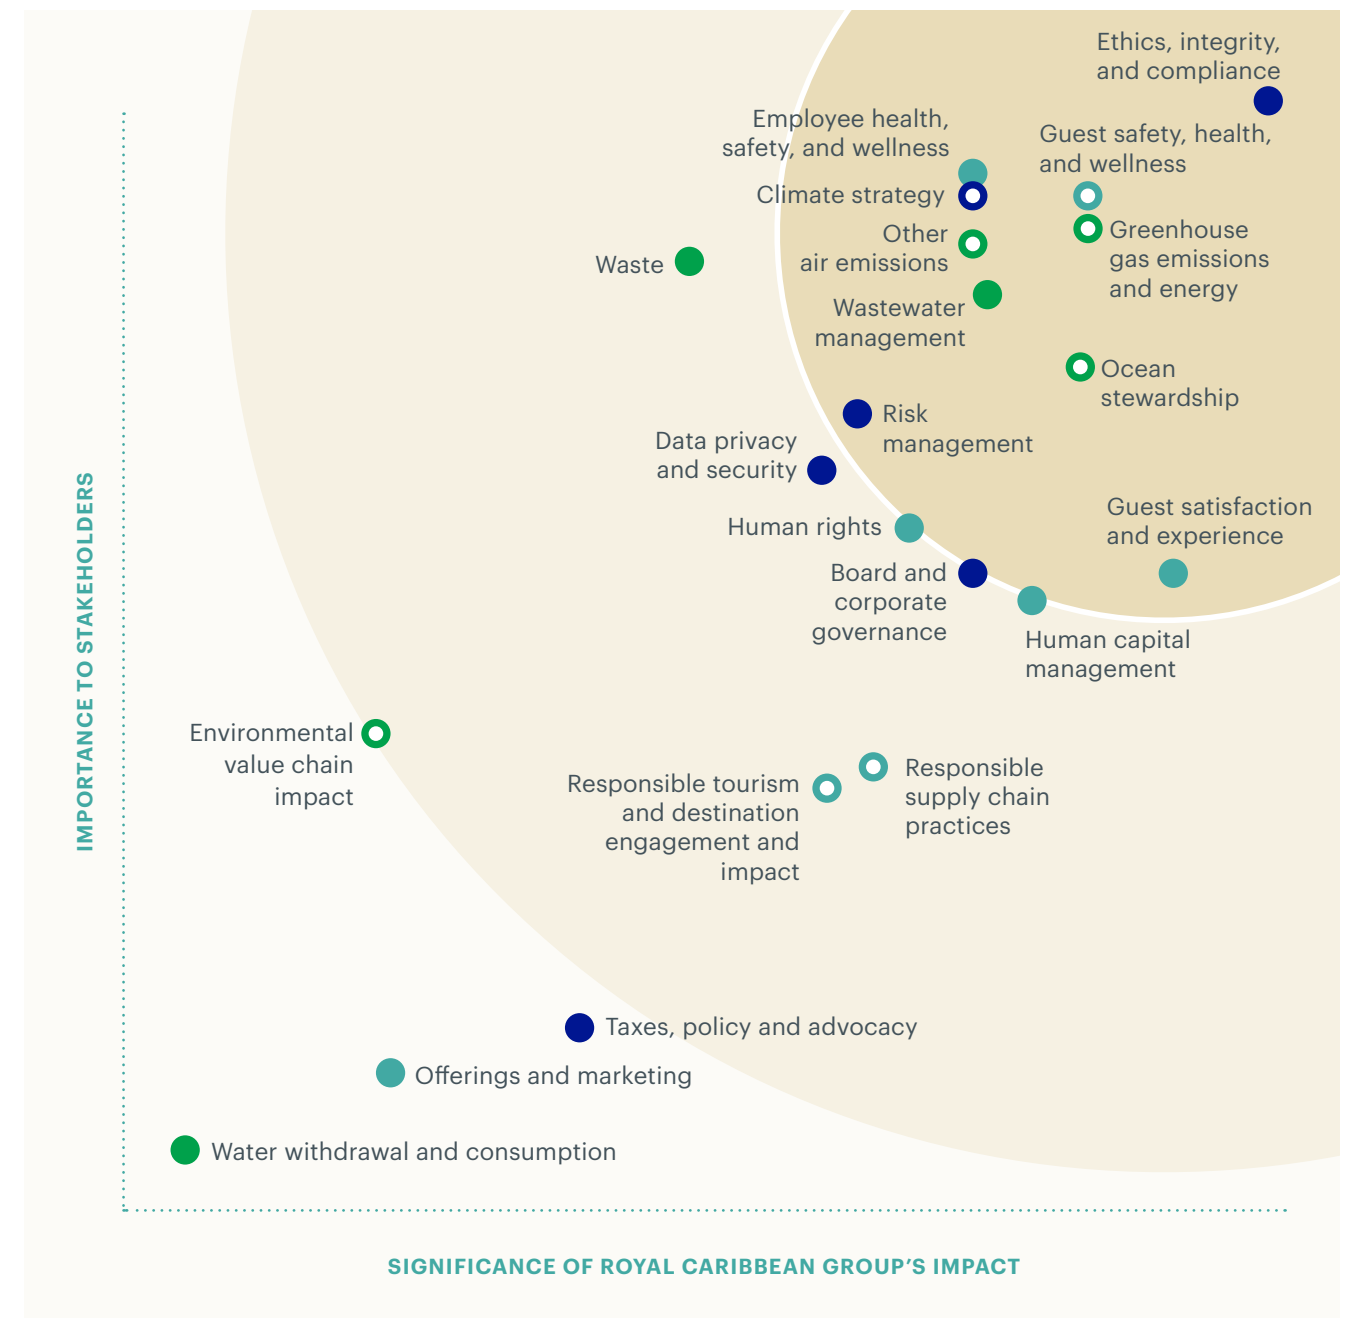 Ethics, integrity,
and compliance
Employee health,
safety, and wellness
Guest safety, health,
and wellness
Climate strategy
Other
air emissions
Greenhouse
gas emissions
and energy
Waste
Wastewater
management
Ocean
stewardship
Risk
management
Data privacy
and security
Guest satisfaction
and experience
Human rights
Board and
corporate
governance
Human capital
management
IMPORTANCE TO STAKEHOLDERS
Environmental
value chain
impact
Responsible tourism
and destination
engagement and
impact
Responsible
supply chain
practices
Taxes, policy and advocacy
Offerings and marketing
Water withdrawal and consumption
SIGNIFICANCE OF ROYAL CARIBBEAN GROUP’S IMPACT